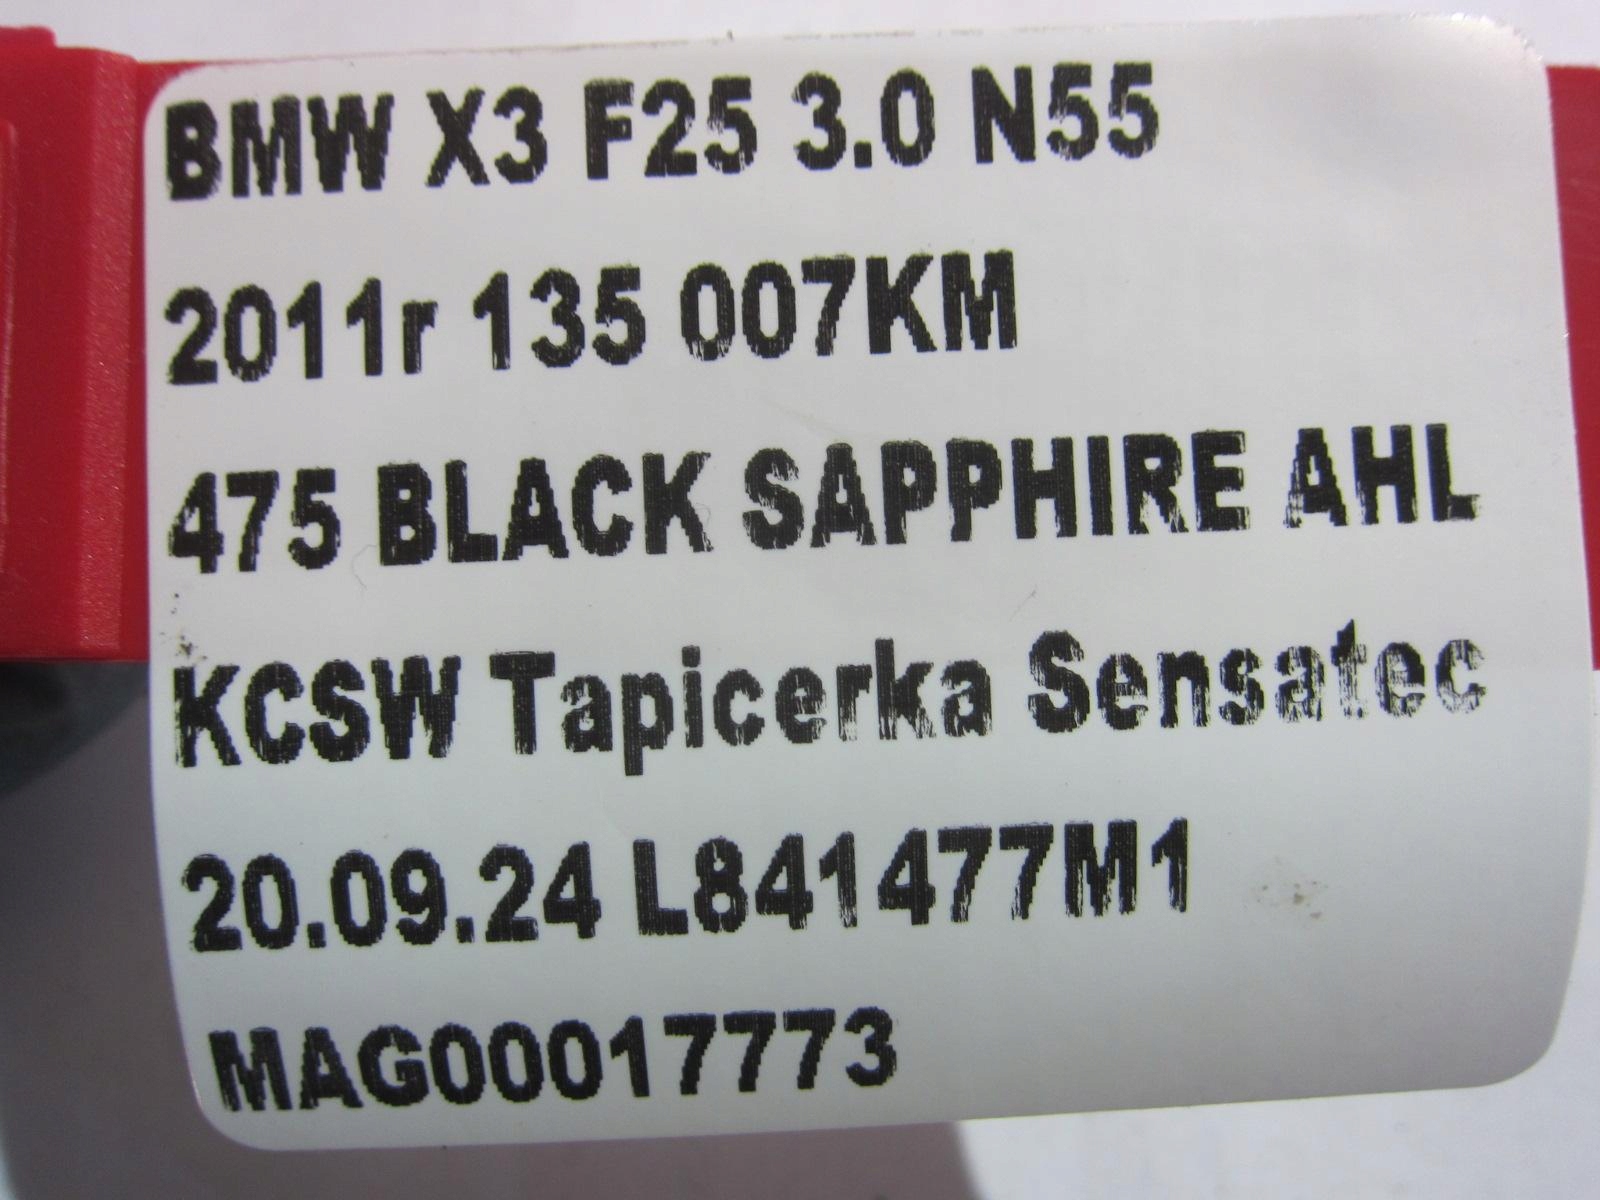 BMW X3 F25 3.0 N55
2011r 135 007KM
475 BLACK SAPPHIRE AHL
KCSW Tapicerka Sensatec
20.09.24 L841477M1
MAG00017773